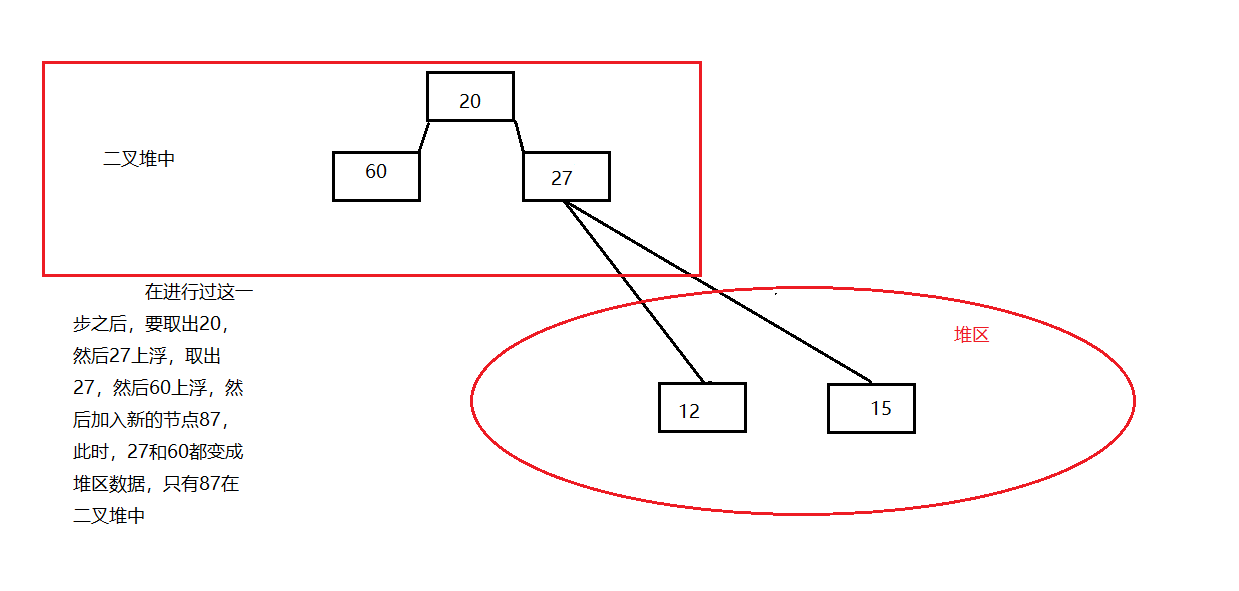 20
二叉堆中
60
27
在进行过这一
步之后，要取出20，
然后27上浮，取出
27，然后60上浮，然
后加入新的节点87，
此时，27和60都变成
堆区数据，只有87在
二叉堆中
堆区
12
15